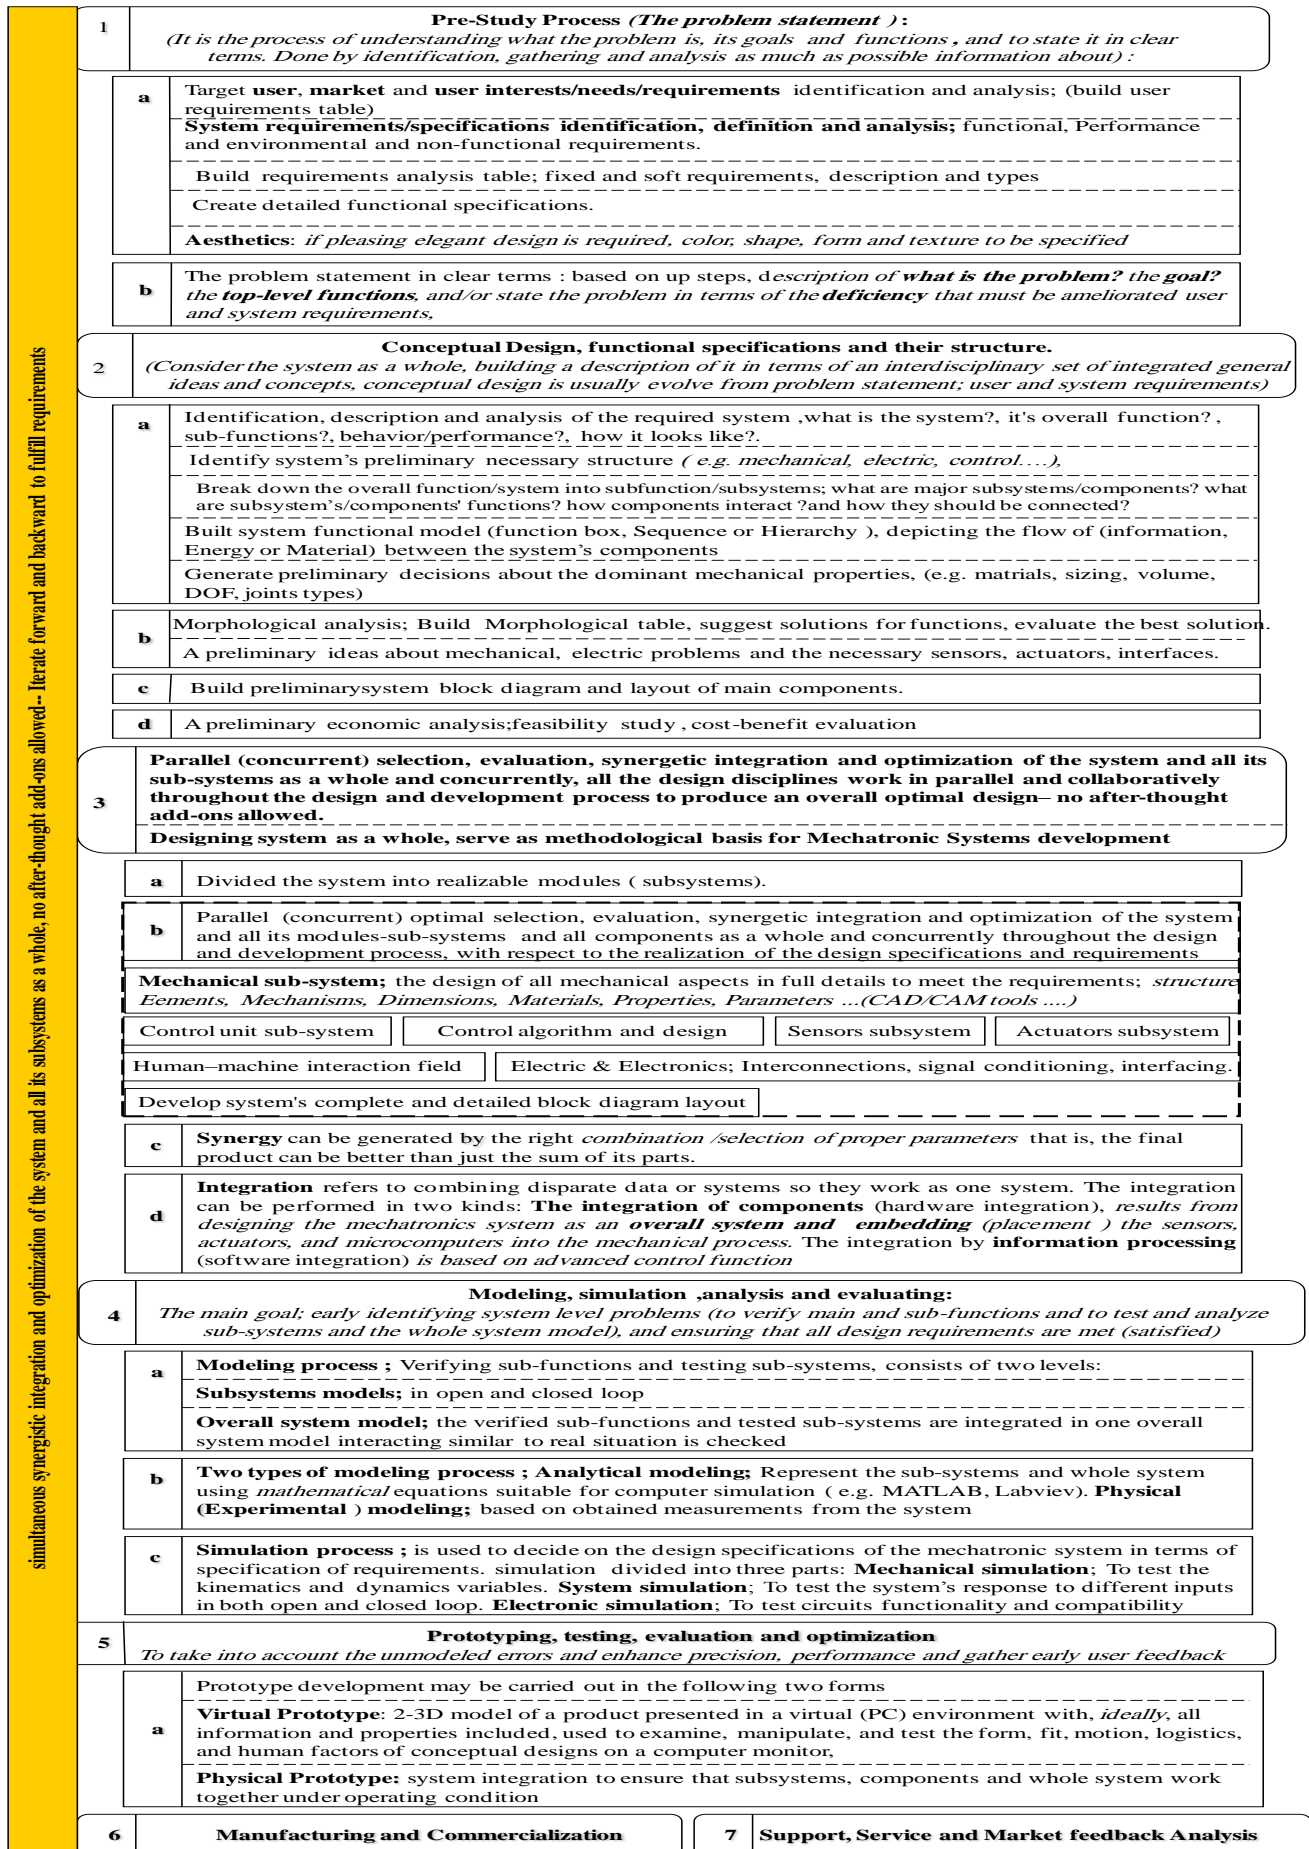 simultaneous synergistic integration and optimization of the system and all its subsystems as a whole, no after-thought add-ons allowed-- Iterate forward and backward to fulfill requirements
1
Pre-Study Process (The problem statement ) :
(It is the process of understanding what the problem is, its goals and functions , and to state it in clear
terms. Done by identification, gathering and analysis as much as possible information about) :
a
Target user, market and user interests/needs/requirements identification and analysis; (build user
requirements table)
System requirements/specifications identification, definition and analysis; functional, Performance
and environmental and non-functional requirements.
Build requirements analysis table; fixed and soft requirements, description and types
Create detailed functional specifications.
Aesthetics: if pleasing elegant design is required, color, shape, form and texture to be specified
b
The problem statement in clear terms : based on up steps, description of what is the problem? the goal?
the top-level functions, and/or state the problem in terms of the deficiency that must be ameliorated user
and system requirements,
2
Conceptual Design, functional specifications and their structure.
(Consider the system as a whole, building a description of it in terms of an interdisciplinary set of integrated general
ideas and concepts, conceptual design is usually evolve from problem statement; user and system requirements)
a
Identification, description and analysis of the required system ,what is the system?, it's overall function? ,
sub-functions?, behavior/performance?, how it looks like?.
Identify system's preliminary necessary structure ( e.g. mechanical, electric, control....),
Break down the overall function/system into subfunction/subsystems; what are major subsystems/components? what
are subsystem's/components' functions? how components interact ?and how they should be connected?
Built system functional model (function box, Sequence or Hierarchy ), depicting the flow of (information,
Energy or Material) between the system's components
Generate preliminary decisions about the dominant mechanical properties, (e.g. matrials, sizing, volume,
DOF, joints types)
b
Morphological analysis; Build Morphological table, suggest solutions for functions, evaluate the best solution.
A preliminary ideas about mechanical, electric problems and the necessary sensors, actuators, interfaces.
c
Build preliminarysystem block diagram and layout of main components.
d
A preliminary economic analysis;feasibility study , cost-benefit evaluation
3
Parallel (concurrent) selection, evaluation, synergetic integration and optimization of the system and all its
sub-systems as a whole and concurrently, all the design disciplines work in parallel and collaboratively
throughout the design and development process to produce an overall optimal design– no after-thought
add-ons allowed.
Designing system as a whole, serve as methodological basis for Mechatronic Systems development
a
Divided the system into realizable modules ( subsystems).
b
Parallel (concurrent) optimal selection, evaluation, synergetic integration and optimization of the system
and all its modules-sub-systems and all components as a whole and concurrently throughout the design
and development process, with respect to the realization of the design specifications and requirements
Mechanical sub-system; the design of all mechanical aspects in full details to meet the requirements; structure
Eements, Mechanisms, Dimensions, Materials, Properties, Parameters ...(CAD/CAM tools ....)
Control unit sub-system
Control algorithm and design
Sensors subsystem
Actuators subsystem
Human–machine interaction field
Electric & Electronics; Interconnections, signal conditioning, interfacing.
Develop system's complete and detailed block diagram layout
c
Synergy can be generated by the right combination /selection of proper parameters that is, the final
product can be better than just the sum of its parts.
d
Integration refers to combining disparate data or systems so they work as one system. The integration
can be performed in two kinds: The integration of components (hardware integration), results from
designing the mechatronics system as an overall system and embedding (placement ) the sensors,
actuators, and microcomputers into the mechanical process. The integration by information processing
(software integration) is based on advanced control function
4
Modeling, simulation ,analysis and evaluating:
The main goal; early identifying system level problems (to verify main and sub-functions and to test and analyze
sub-systems and the whole system model), and ensuring that all design requirements are met (satisfied)
a
Modeling process ; Verifying sub-functions and testing sub-systems, consists of two levels:
Subsystems models; in open and closed loop
Overall system model; the verified sub-functions and tested sub-systems are integrated in one overall
system model interacting similar to real situation is checked
b
Two types of modeling process ; Analytical modeling; Represent the sub-systems and whole system
using mathematical equations suitable for computer simulation ( e.g. MATLAB, Labviev). Physical
(Experimental ) modeling; based on obtained measurements from the system
c
Simulation process ; is used to decide on the design specifications of the mechatronic system in terms of
specification of requirements. simulation divided into three parts: Mechanical simulation; To test the
kinematics and dynamics variables. System simulation; To test the system's response to different inputs
in both open and closed loop. Electronic simulation; To test circuits functionality and compatibility
5
Prototyping, testing, evaluation and optimization
To take into account the unmodeled errors and enhance precision, performance and gather early user feedback
a
Prototype development may be carried out in the following two forms
Virtual Prototype: 2-3D model of a product presented in a virtual (PC) environment with, ideally, all
information and properties included, used to examine, manipulate, and test the form, fit, motion, logistics,
and human factors of conceptual designs on a computer monitor,
Physical Prototype: system integration to ensure that subsystems, components and whole system work
together under operating condition
6
Manufacturing and Commercialization
7
Support, Service and Market feedback Analysis